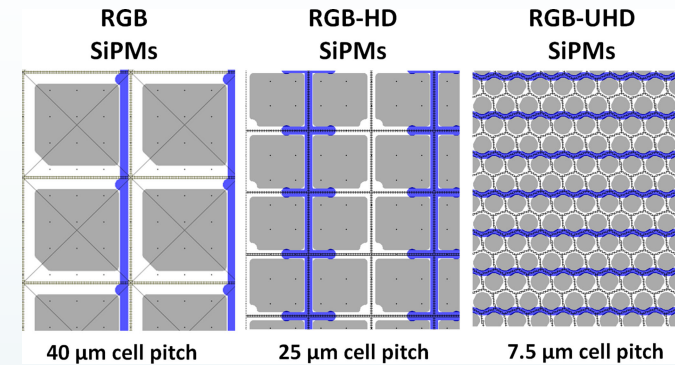 RGB
SiPMs
RGB-HD
SiPMs
RGB-UHD
SiPMs
40 µm cell pitch
25 µm cell pitch
7.5 µm cell pitch